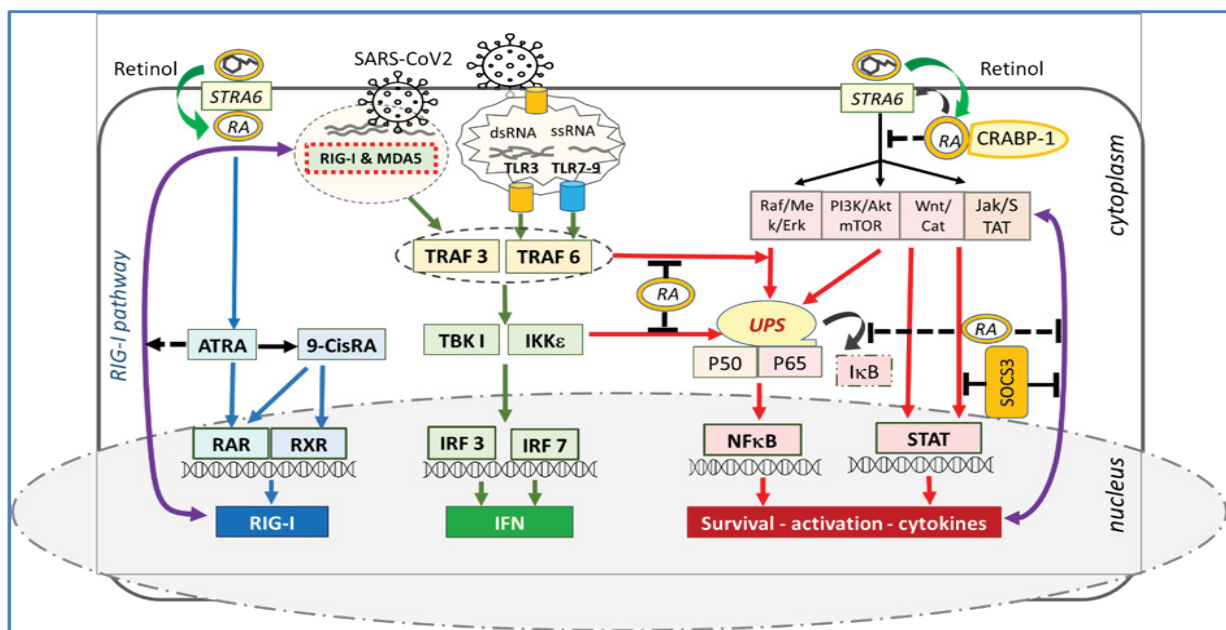 SARS-CoV2
Retinol
STRA6
RA
dsRNA ssRNA
TLR3 TLR7-9
RIG-I & MDA5
Retinol
STRA6
RA
CRABP-1
cytoplasm
Raf/Me
k/Erk
PI3K/Akt
mTOR
Wnt/
Cat
Jak/S
TAT
TRAF 3
TRAF 6
RA
RIG-I pathway
ATRA
9-CisRA
TBK I
IKKε
UPS
P50
P65
IκB
RA
SOCS3
RAR
RXR
IRF 3
IRF 7
NFκB
STAT
nucleus
RIG-I
IFN
Survival - activation - cytokines